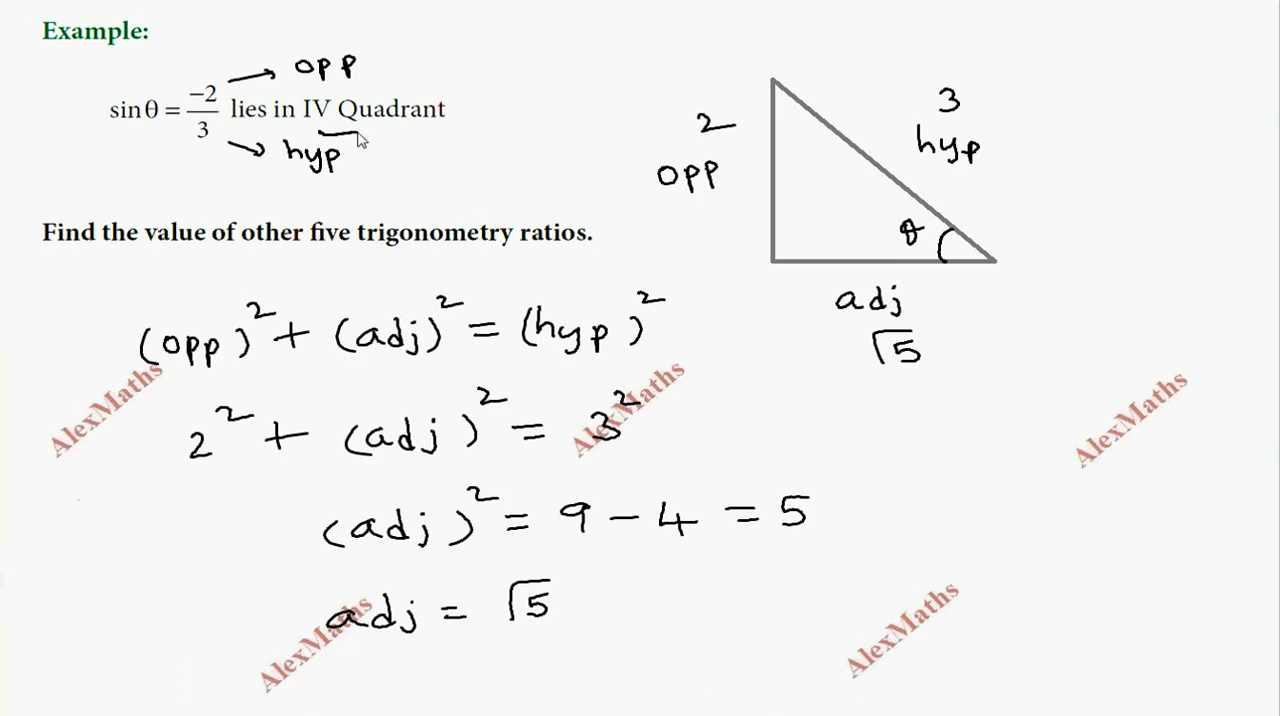 Example:
sinθ = -2/3 lies in IV Quadrant
→ opp
→ hyp
Find the value of other five trigonometry ratios.
2
opp
3
hyp
θ
adj
√5
(opp)² + (adj)² = (hyp)²
2² + (adj)² = 3²
(adj)² = 9 - 4 = 5
adj = √5
AlexMaths
AlexMaths
AlexMaths
AlexMaths
AlexMaths